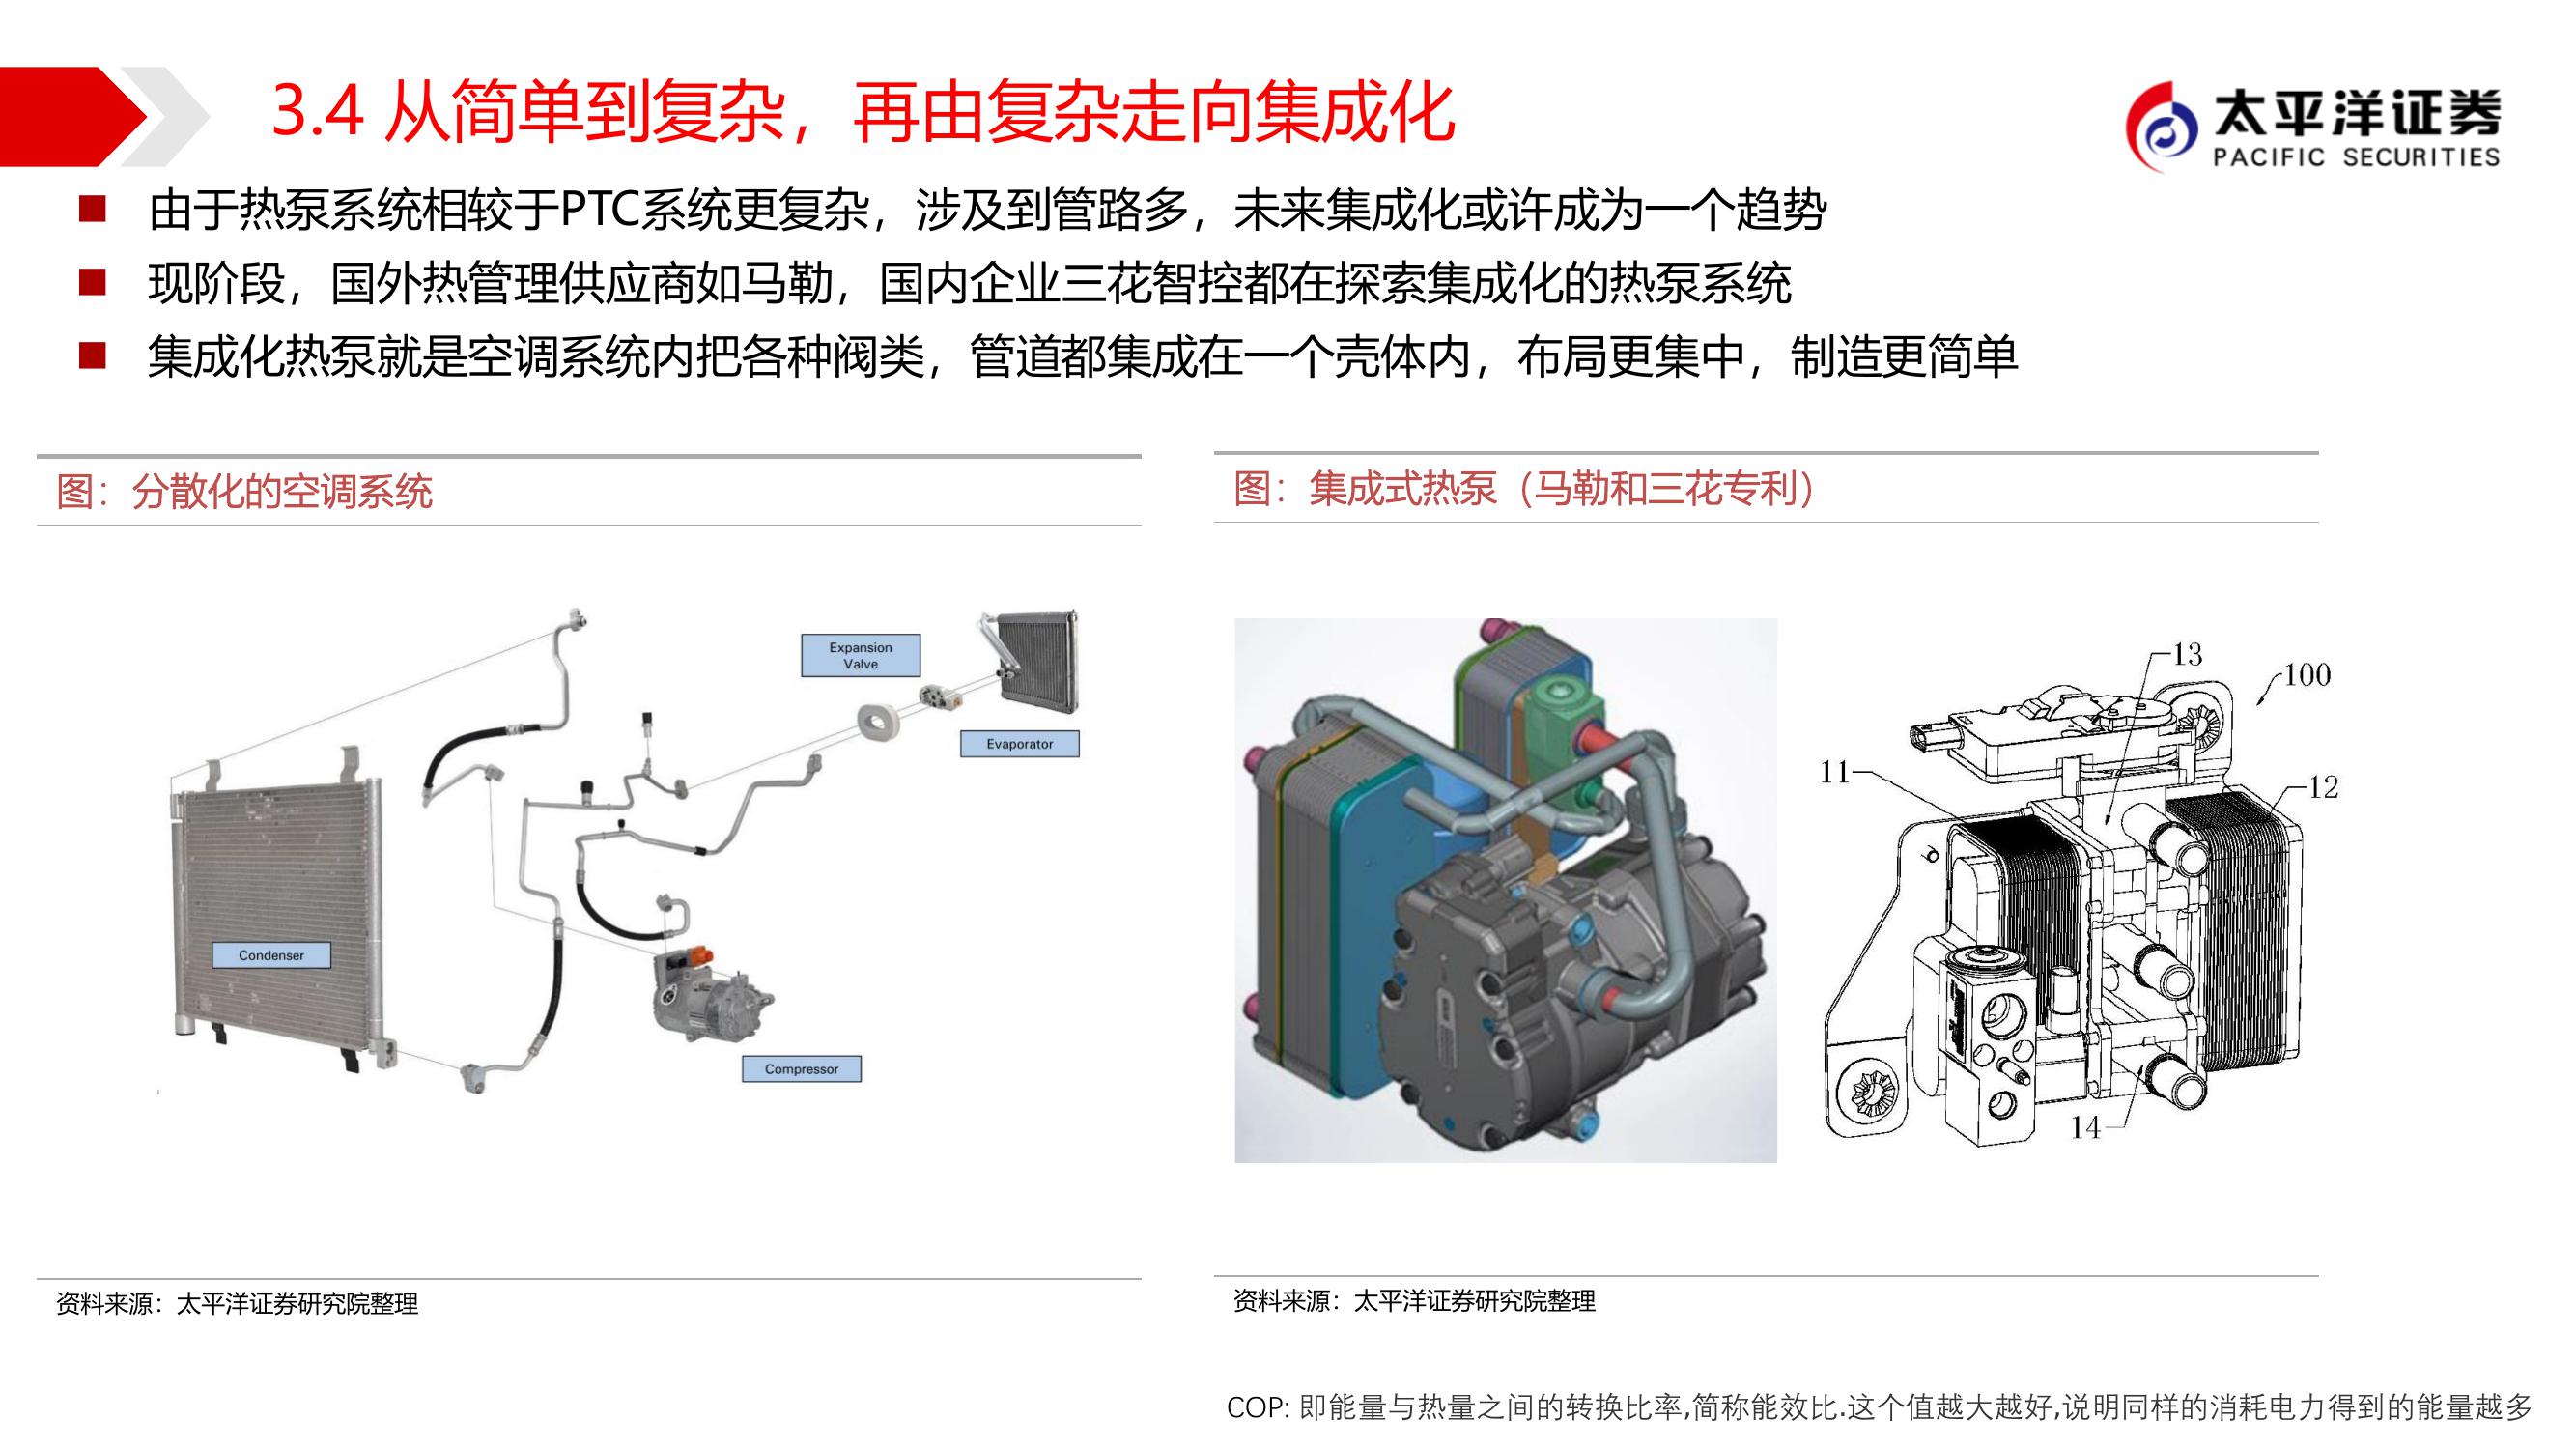 3.4 从简单到复杂，再由复杂走向集成化
太平洋证券
PACIFIC SECURITIES
由于热泵系统相较于PTC系统更复杂，涉及到管路多，未来集成化或许成为一个趋势
现阶段，国外热管理供应商如马勒，国内企业三花智控都在探索集成化的热泵系统
集成化热泵就是空调系统内把各种阀类，管道都集成在一个壳体内，布局更集中，制造更简单
图：分散化的空调系统
Expansion
Valve
Evaporator
Condenser
Compressor
资料来源：太平洋证券研究院整理
图：集成式热泵（马勒和三花专利）
13
100
11
12
14
资料来源：太平洋证券研究院整理
COP: 即能量与热量之间的转换比率,简称能效比.这个值越大越好,说明同样的消耗电力得到的能量越多